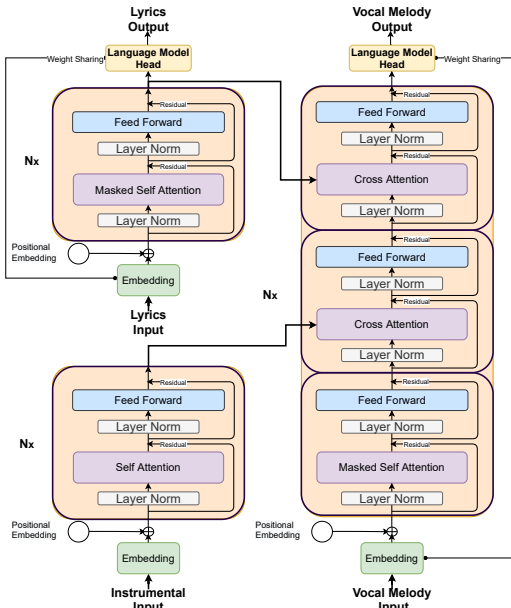 Lyrics
Output
Language Model
Head
Weight Sharing
Residual
Feed Forward
Layer Norm
Residual
Masked Self Attention
Layer Norm
Nx
Positional
Embedding
Embedding
Lyrics
Input
Residual
Feed Forward
Layer Norm
Residual
Self Attention
Layer Norm
Nx
Positional
Embedding
Embedding
Instrumental
Input
Vocal Melody
Output
Language Model
Head
Weight Sharing
Residual
Feed Forward
Layer Norm
Residual
Cross Attention
Layer Norm
Residual
Feed Forward
Layer Norm
Residual
Cross Attention
Layer Norm
Nx
Residual
Feed Forward
Layer Norm
Residual
Masked Self Attention
Layer Norm
Positional
Embedding
Embedding
Vocal Melody
Input